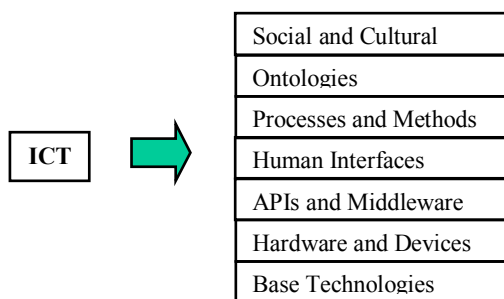 Social and Cultural
Ontologies
Processes and Methods
ICT
Human Interfaces
APIs and Middleware
Hardware and Devices
Base Technologies